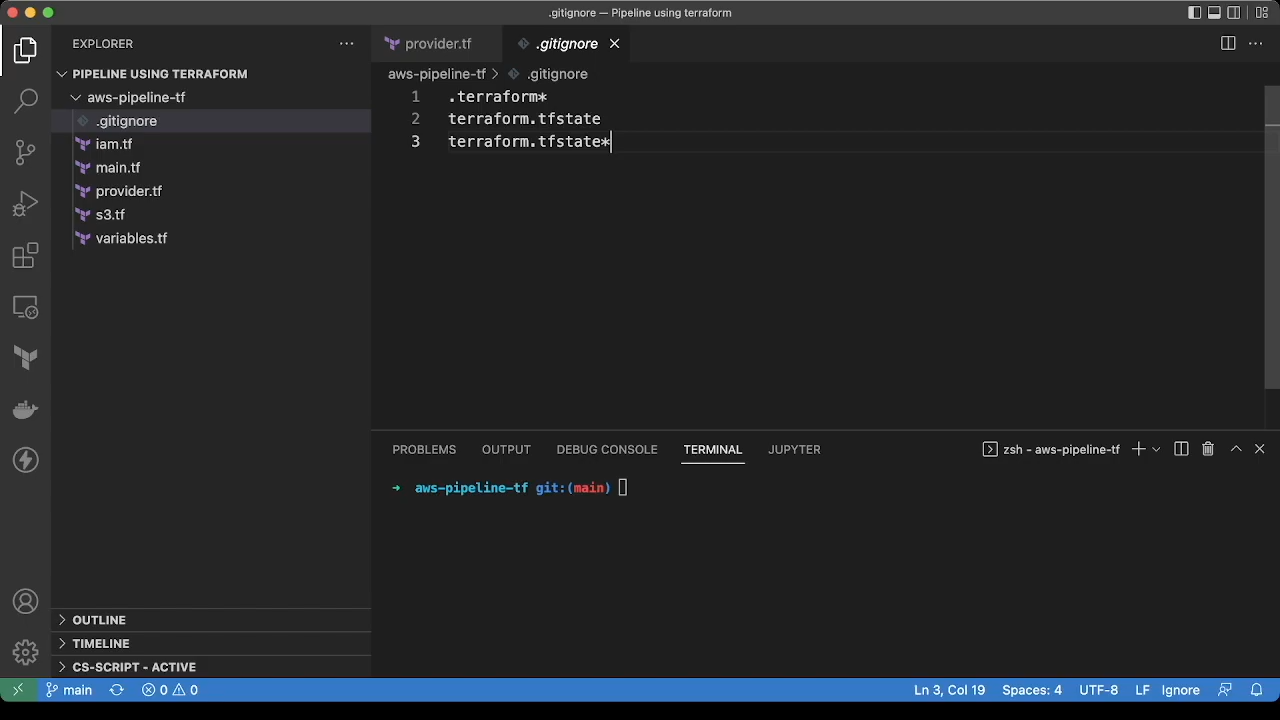 .gitignore — Pipeline using terraform
EXPLORER
PIPELINE USING TERRAFORM
aws-pipeline-tf
.gitignore
iam.tf
main.tf
provider.tf
s3.tf
variables.tf
OUTLINE
TIMELINE
CS-SCRIPT - ACTIVE
provider.tf
.gitignore
aws-pipeline-tf > .gitignore
1 .terraform*
2 terraform.tfstate
3 terraform.tfstate*
PROBLEMS OUTPUT DEBUG CONSOLE TERMINAL JUPYTER
zsh - aws-pipeline-tf
➜ aws-pipeline-tf git:(main)
main 0 0
Ln 3, Col 19 Spaces: 4 UTF-8 LF Ignore